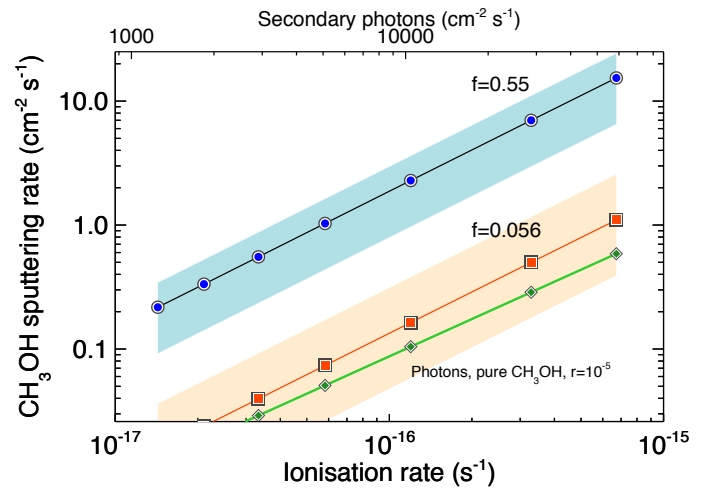 Secondary photons (cm⁻² s⁻¹)
1000 10000
CH₃OH sputtering rate (cm⁻² s⁻¹)
10.0
f=0.55
1.0
f=0.056
0.1
Photons, pure CH₃OH, r=10⁻⁵
10⁻¹⁷ 10⁻¹⁶ 10⁻¹⁵
Ionisation rate (s⁻¹)